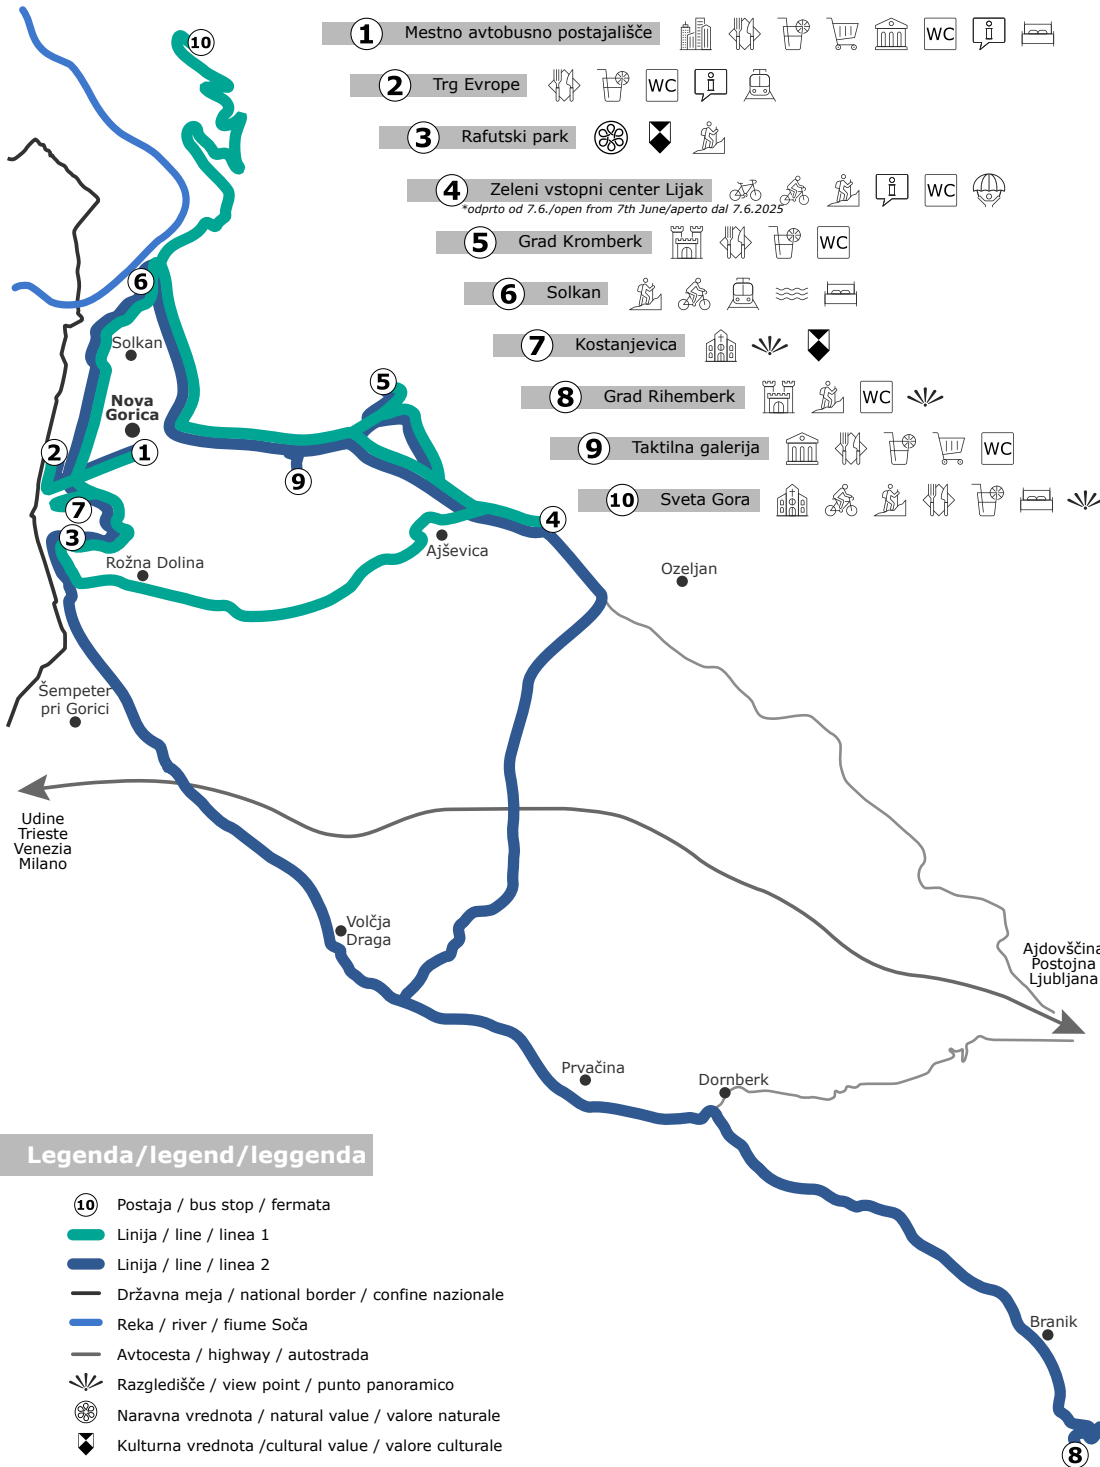 1 Mestno avtobusno postajališče WC i
2 Trg Evrope WC i
3 Rafutski park
4 Zeleni vstopni center Lijak i WC
*odprto od 7.6./open from 7th June/aperto dal 7.6.2025
5 Grad Kromberk WC
6 Solkan
7 Kostanjevica
8 Grad Rihemberk WC
9 Taktilna galerija WC
10 Sveta Gora
10
6
Solkan
Nova
Gorica
5
2
1
9
7
3
4
Ajševica
Rožna Dolina
Ozeljan
Šempeter
pri Gorici
Udine
Trieste
Venezia
Milano
Volčja
Draga
Ajdovščina
Postojna
Ljubljana
Prvačina
Dornberk
Branik
8
Legenda/legend/leggenda
10 Postaja / bus stop / fermata
Linija / line / linea 1
Linija / line / linea 2
Državna meja / national border / confine nazionale
Reka / river / fiume Soča
Avtocesta / highway / autostrada
Razgledišče / view point / punto panoramico
Naravna vrednota / natural value / valore naturale
Kulturna vrednota /cultural value / valore culturale